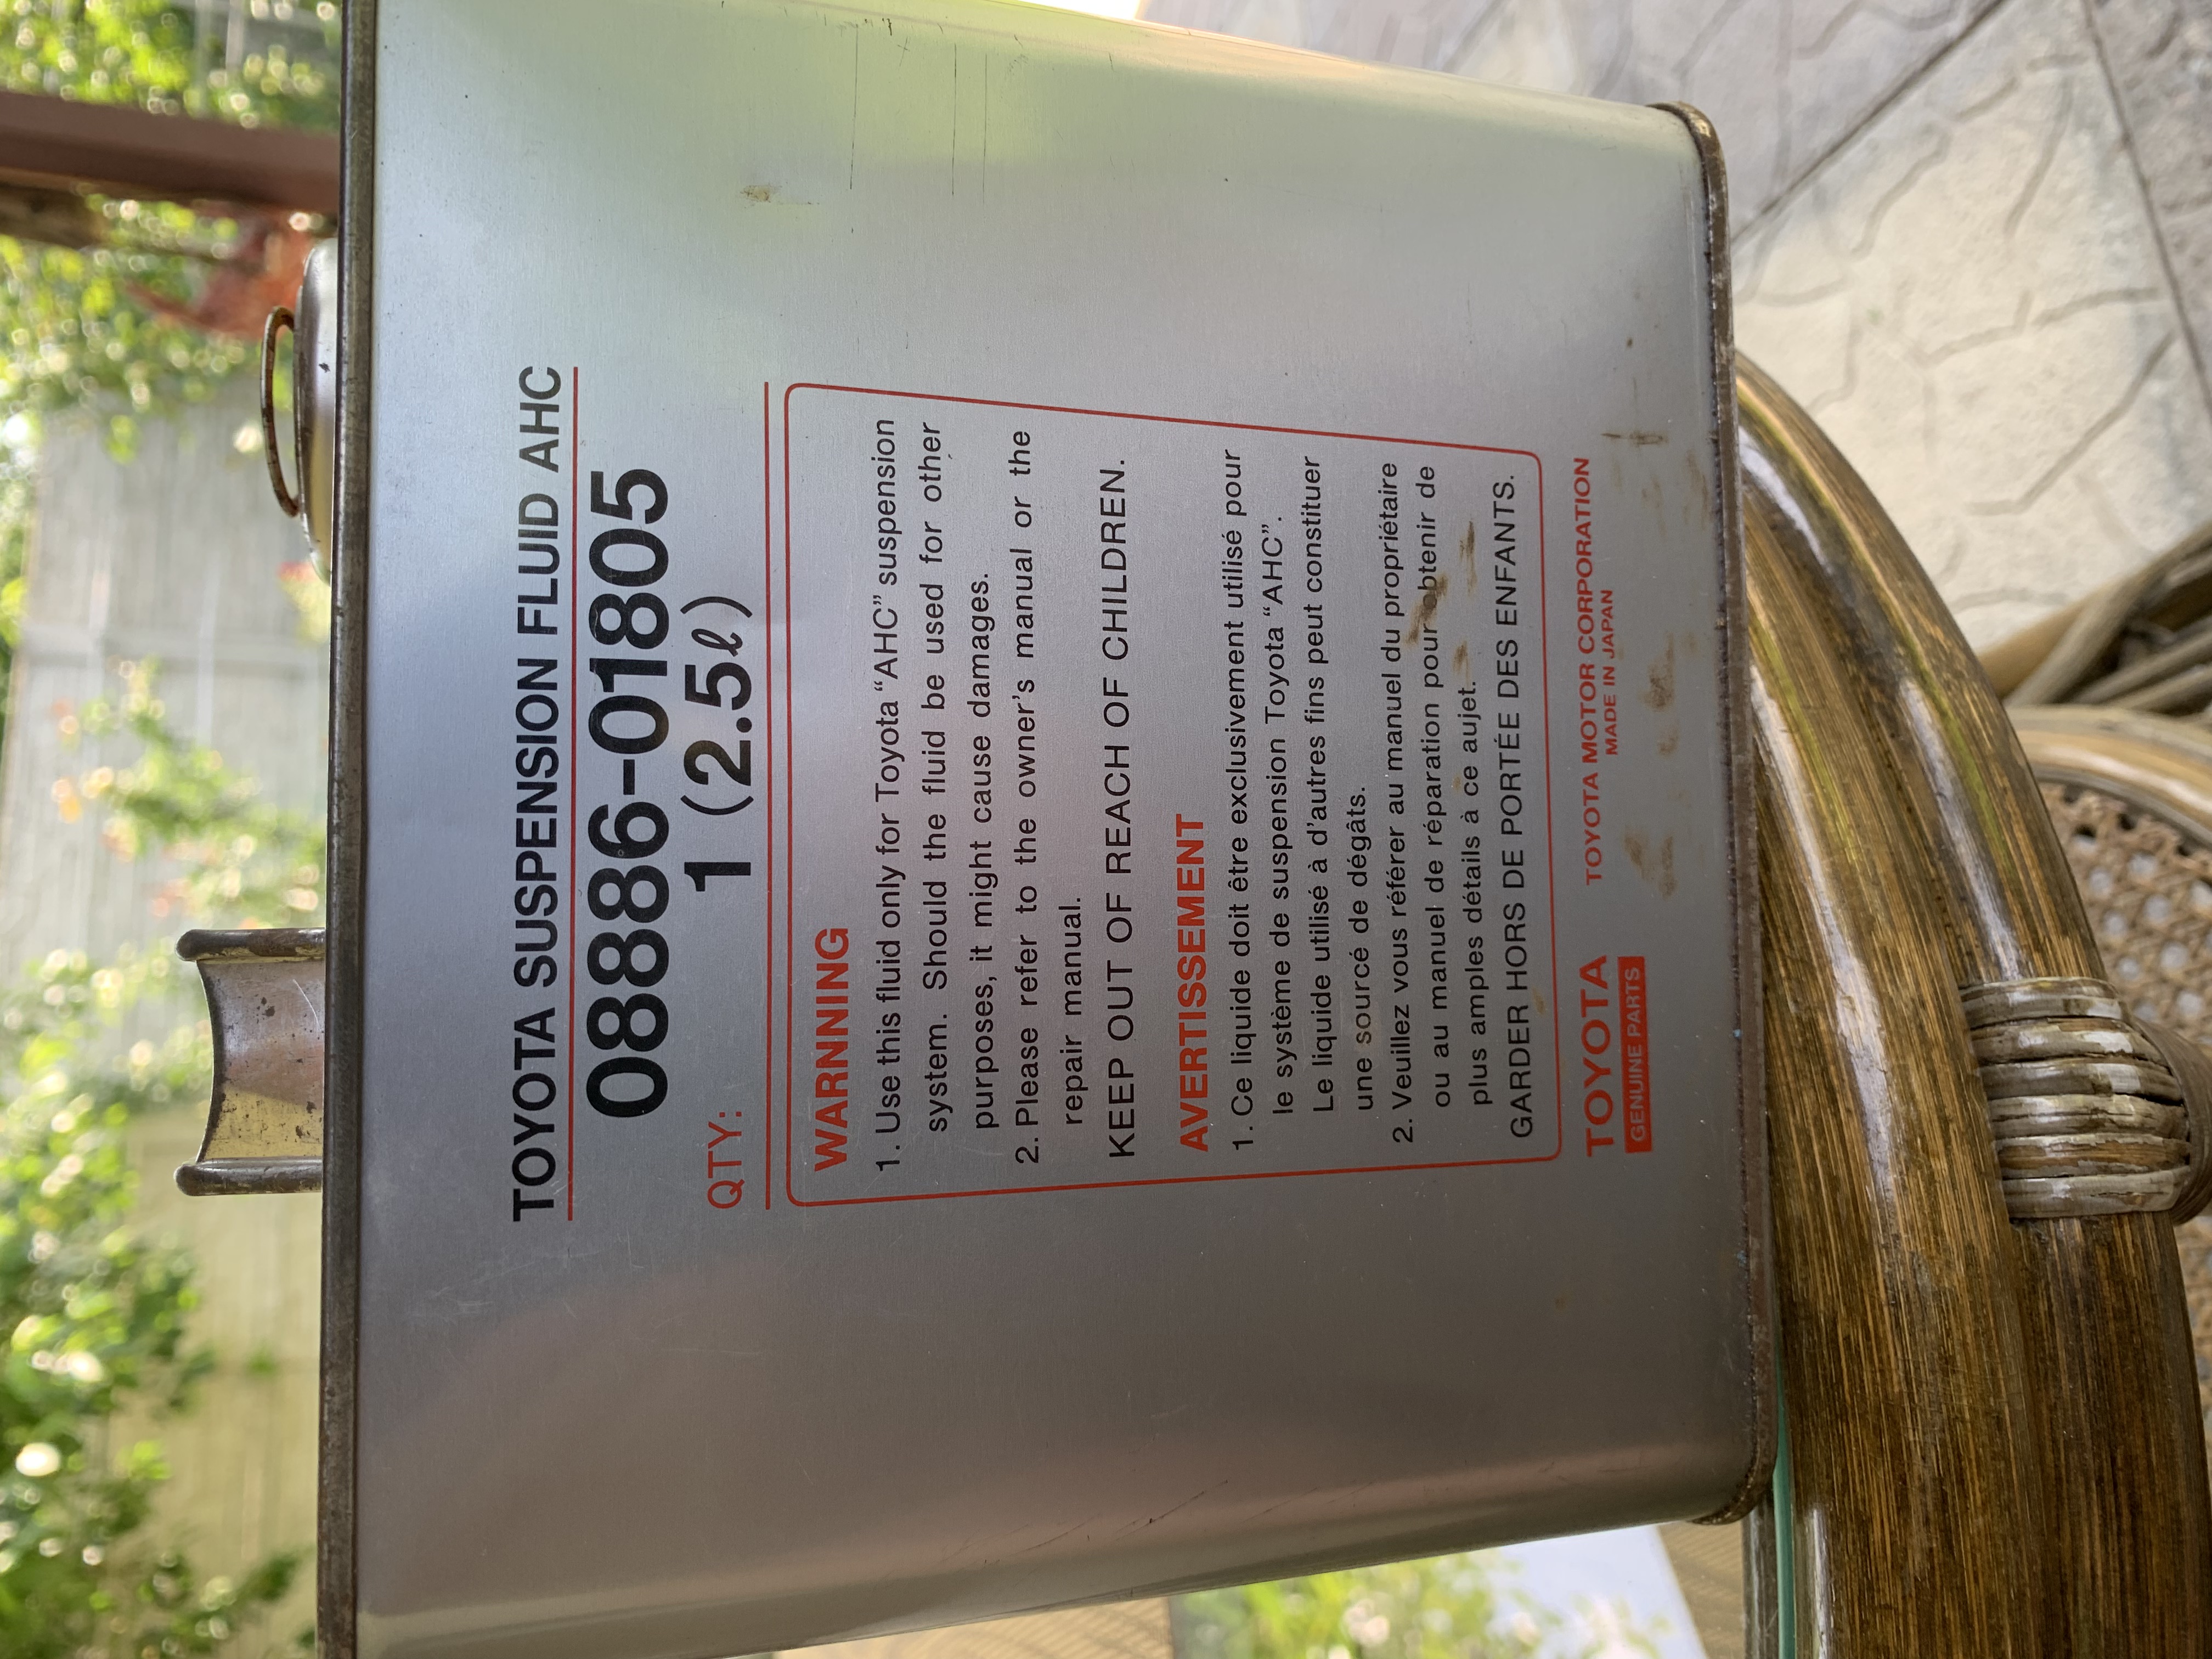 TOYOTA SUSPENSION FLUID AHC
08886-01805
QTY: 1 (2.5ℓ)
WARNING
1. Use this fluid only for Toyota “AHC” suspension
system. Should the fluid be used for other
purposes, it might cause damages.
2. Please refer to the owner's manual or the
repair manual.
KEEP OUT OF REACH OF CHILDREN.
AVERTISSEMENT
1. Ce liquide doit être exclusivement utilisé pour
le système de suspension Toyota “AHC”.
Le liquide utilisé à d'autres fins peut constituer
une sourcé de dégâts.
2. Veuillez vous référer au manuel du propriétaire
ou au manuel de réparation pour obtenir de
plus amples détails à ce aujet.
GARDER HORS DE PORTÉE DES ENFANTS.
TOYOTA TOYOTA MOTOR CORPORATION
GENUINE PARTS MADE IN JAPAN